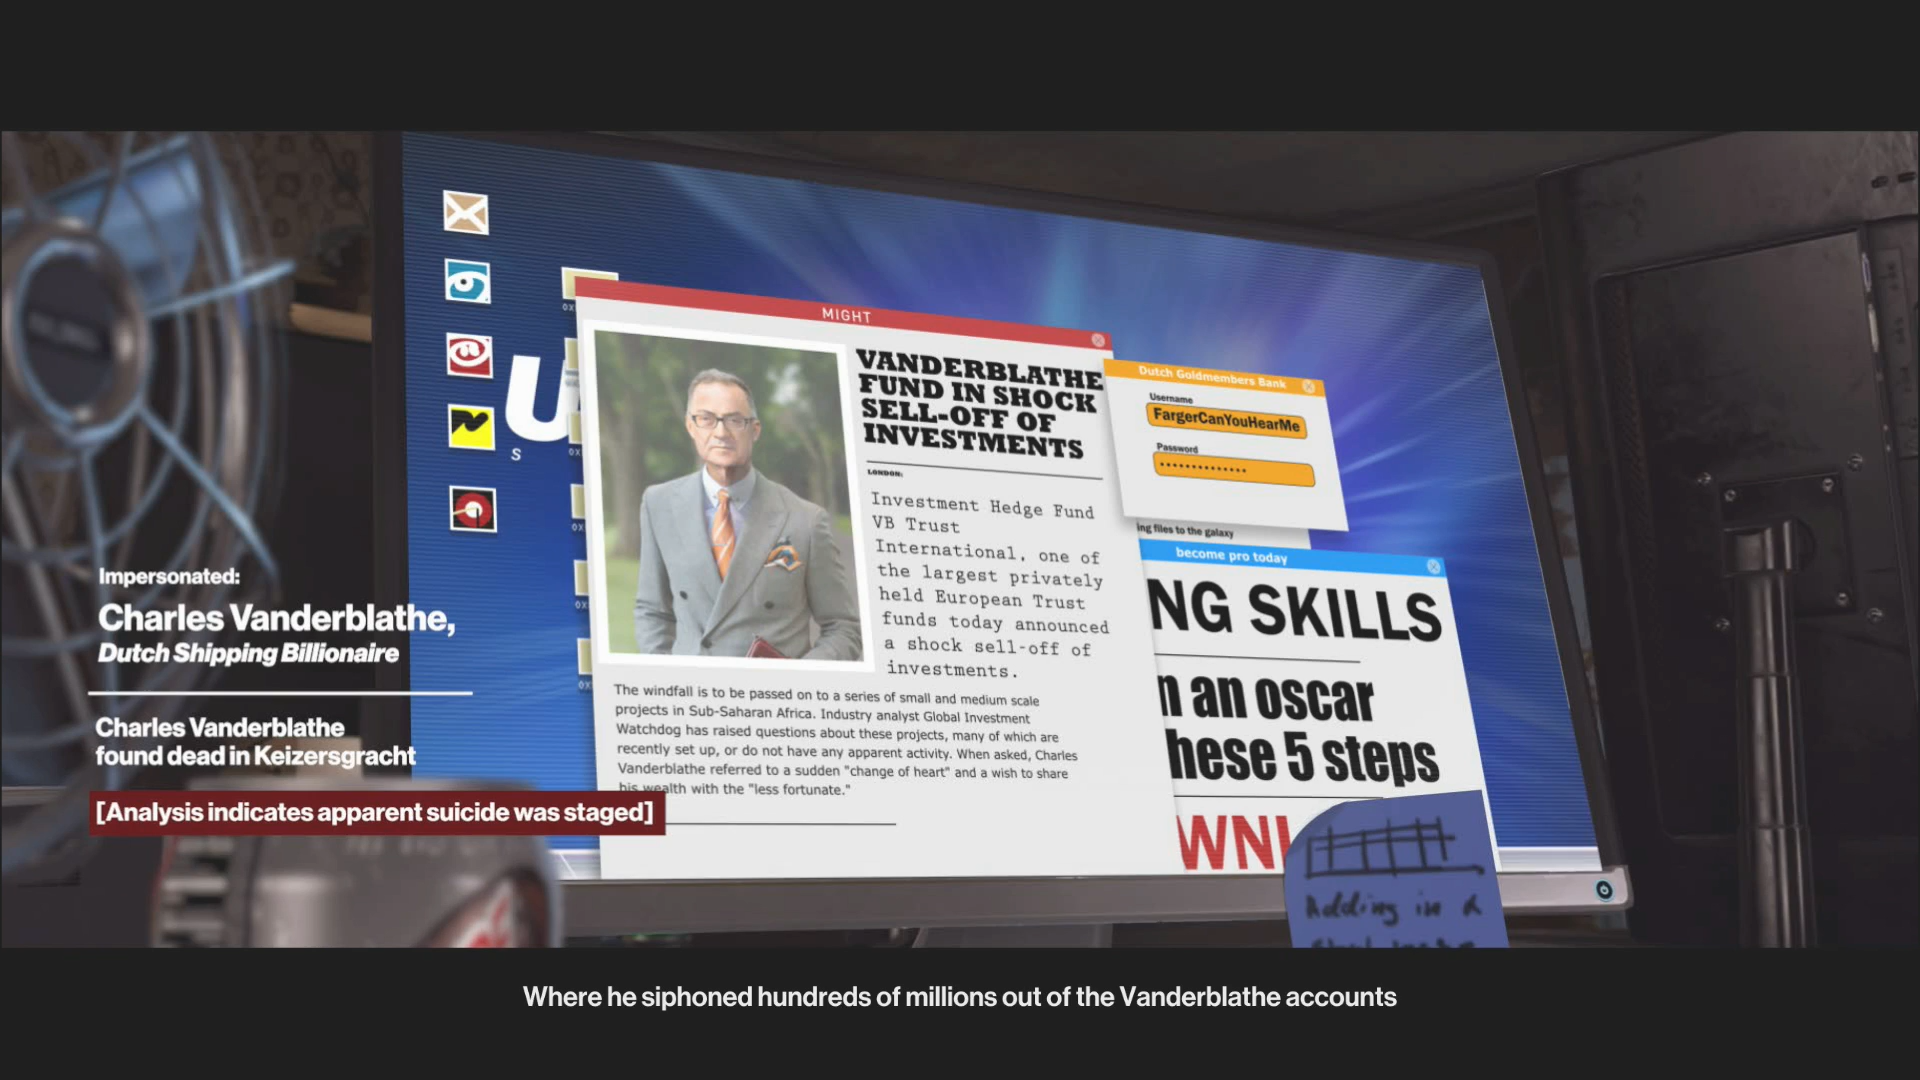 Impersonated:
Charles Vanderblathe,
Dutch Shipping Billionaire
Charles Vanderblathe
found dead in Keizersgracht
[Analysis indicates apparent suicide was staged]
U
S
MIGHT
VANDERBLATHE
FUND IN SHOCK
SELL-OFF OF
INVESTMENTS
LONDON:
Investment Hedge Fund
VB Trust
International, one of
the largest privately
held European Trust
funds today announced
a shock sell-off of
investments.
The windfall is to be passed on to a series of small and medium scale
projects in Sub-Saharan Africa. Industry analyst Global Investment
Watchdog has raised questions about these projects, many of which are
recently set up, or do not have any apparent activity. When asked, Charles
Vanderblathe referred to a sudden "change of heart" and a wish to share
his wealth with the "less fortunate."
Dutch Goldmembers Bank
Username
FargerCanYouHearMe
Password
••••••••••••••
ing files to the galaxy
become pro today
NG SKILLS
n an oscar
hese 5 steps
WNL
Adding in a
Where he siphoned hundreds of millions out of the Vanderblathe accounts